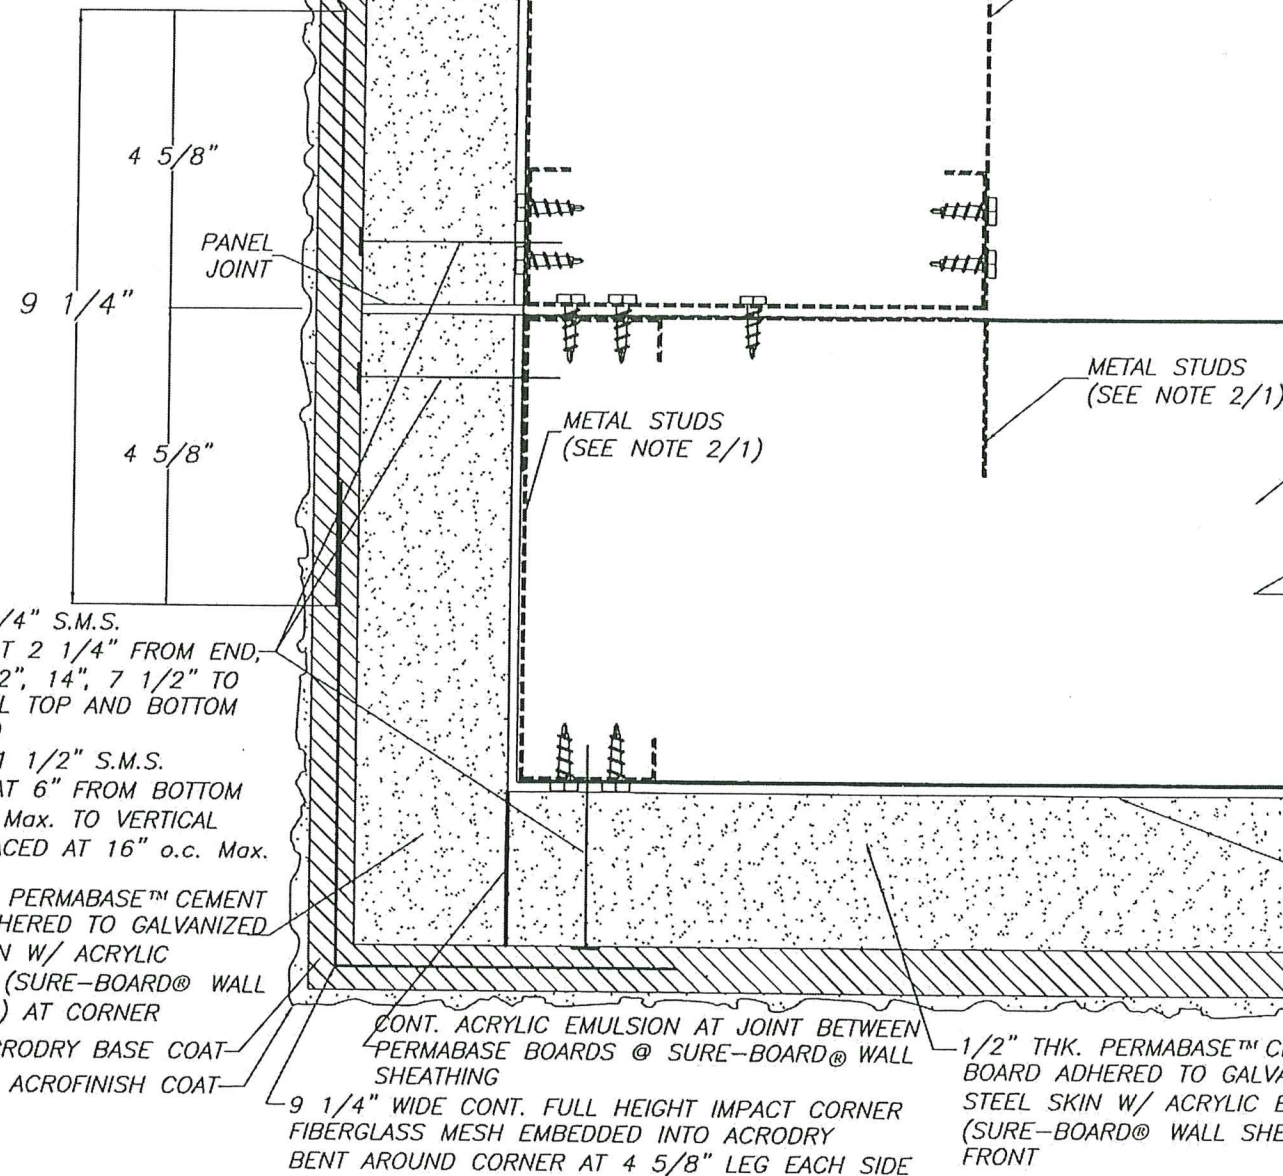 4 5/8"
PANEL
JOINT
9 1/4"
4 5/8"
METAL STUDS
(SEE NOTE 2/1)
METAL STUDS
(SEE NOTE 2/1)
/4" S.M.S.
T 2 1/4" FROM END,
2", 14", 7 1/2" TO
L TOP AND BOTTOM
)
1 1/2" S.M.S.
AT 6" FROM BOTTOM
Max. TO VERTICAL
ACED AT 16" o.c. Max.
PERMABASE™ CEMENT
HERED TO GALVANIZED
N W/ ACRYLIC
(SURE-BOARD® WALL
) AT CORNER
CRODRY BASE COAT
ACROFINISH COAT
CONT. ACRYLIC EMULSION AT JOINT BETWEEN
PERMABASE BOARDS @ SURE-BOARD® WALL
SHEATHING
9 1/4" WIDE CONT. FULL HEIGHT IMPACT CORNER
FIBERGLASS MESH EMBEDDED INTO ACRODRY
BENT AROUND CORNER AT 4 5/8" LEG EACH SIDE
1/2" THK. PERMABASE™ C
BOARD ADHERED TO GALVA
STEEL SKIN W/ ACRYLIC E
(SURE-BOARD® WALL SHE
FRONT